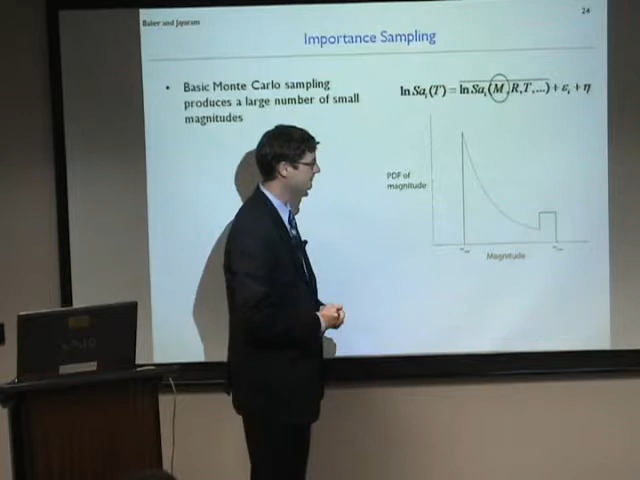 Baker and Jayaram
24
Importance Sampling
• Basic Monte Carlo sampling
produces a large number of small
magnitudes
ln Sa_i(T) = ln Sa_i(M, R, T, ...) + ε_i + η
PDF of
magnitude
Magnitude